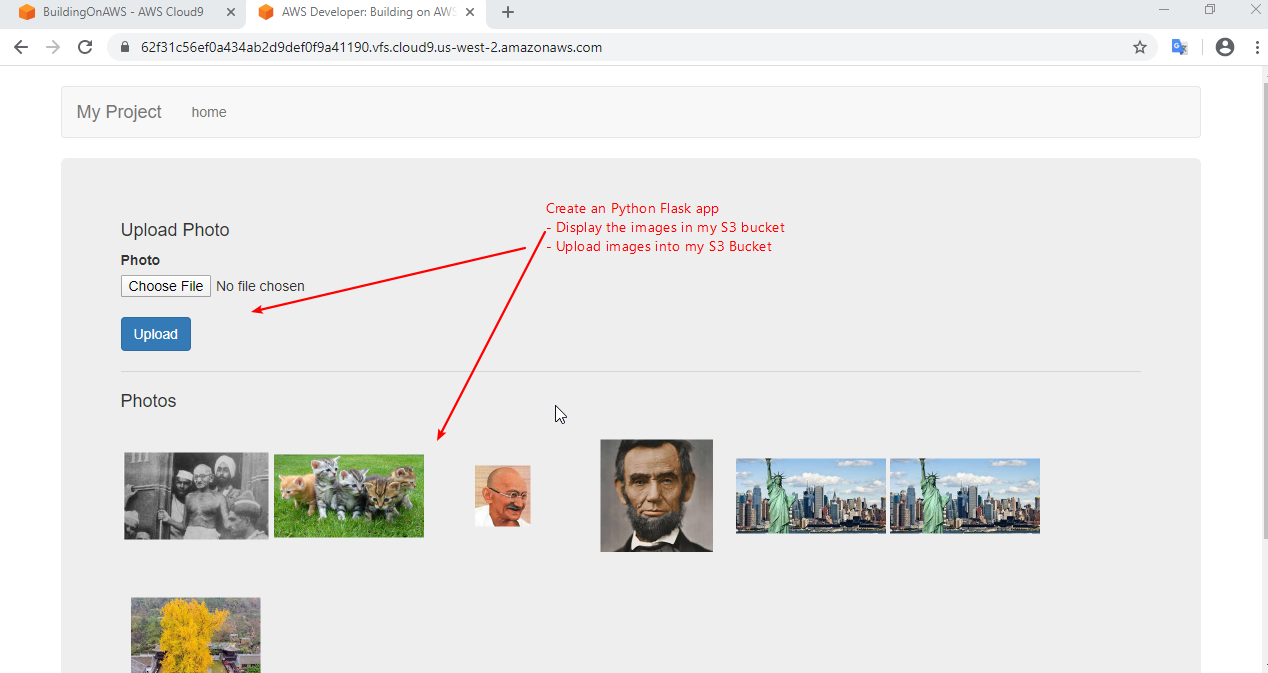 BuildingOnAWS - AWS Cloud9
AWS Developer: Building on AWS
62f31c56ef0a434ab2d9def0f9a41190.vfs.cloud9.us-west-2.amazonaws.com
My Project home
Create an Python Flask app
- Display the images in my S3 bucket
- Upload images into my S3 Bucket
Upload Photo
Photo
Choose File No file chosen
Upload
Photos